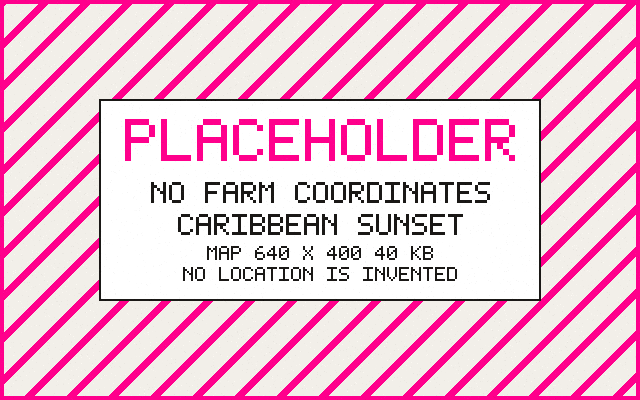 PLACEHOLDER
NO FARM COORDINATES
CARIBBEAN SUNSET
MAP 640 X 400 40 KB
NO LOCATION IS INVENTED